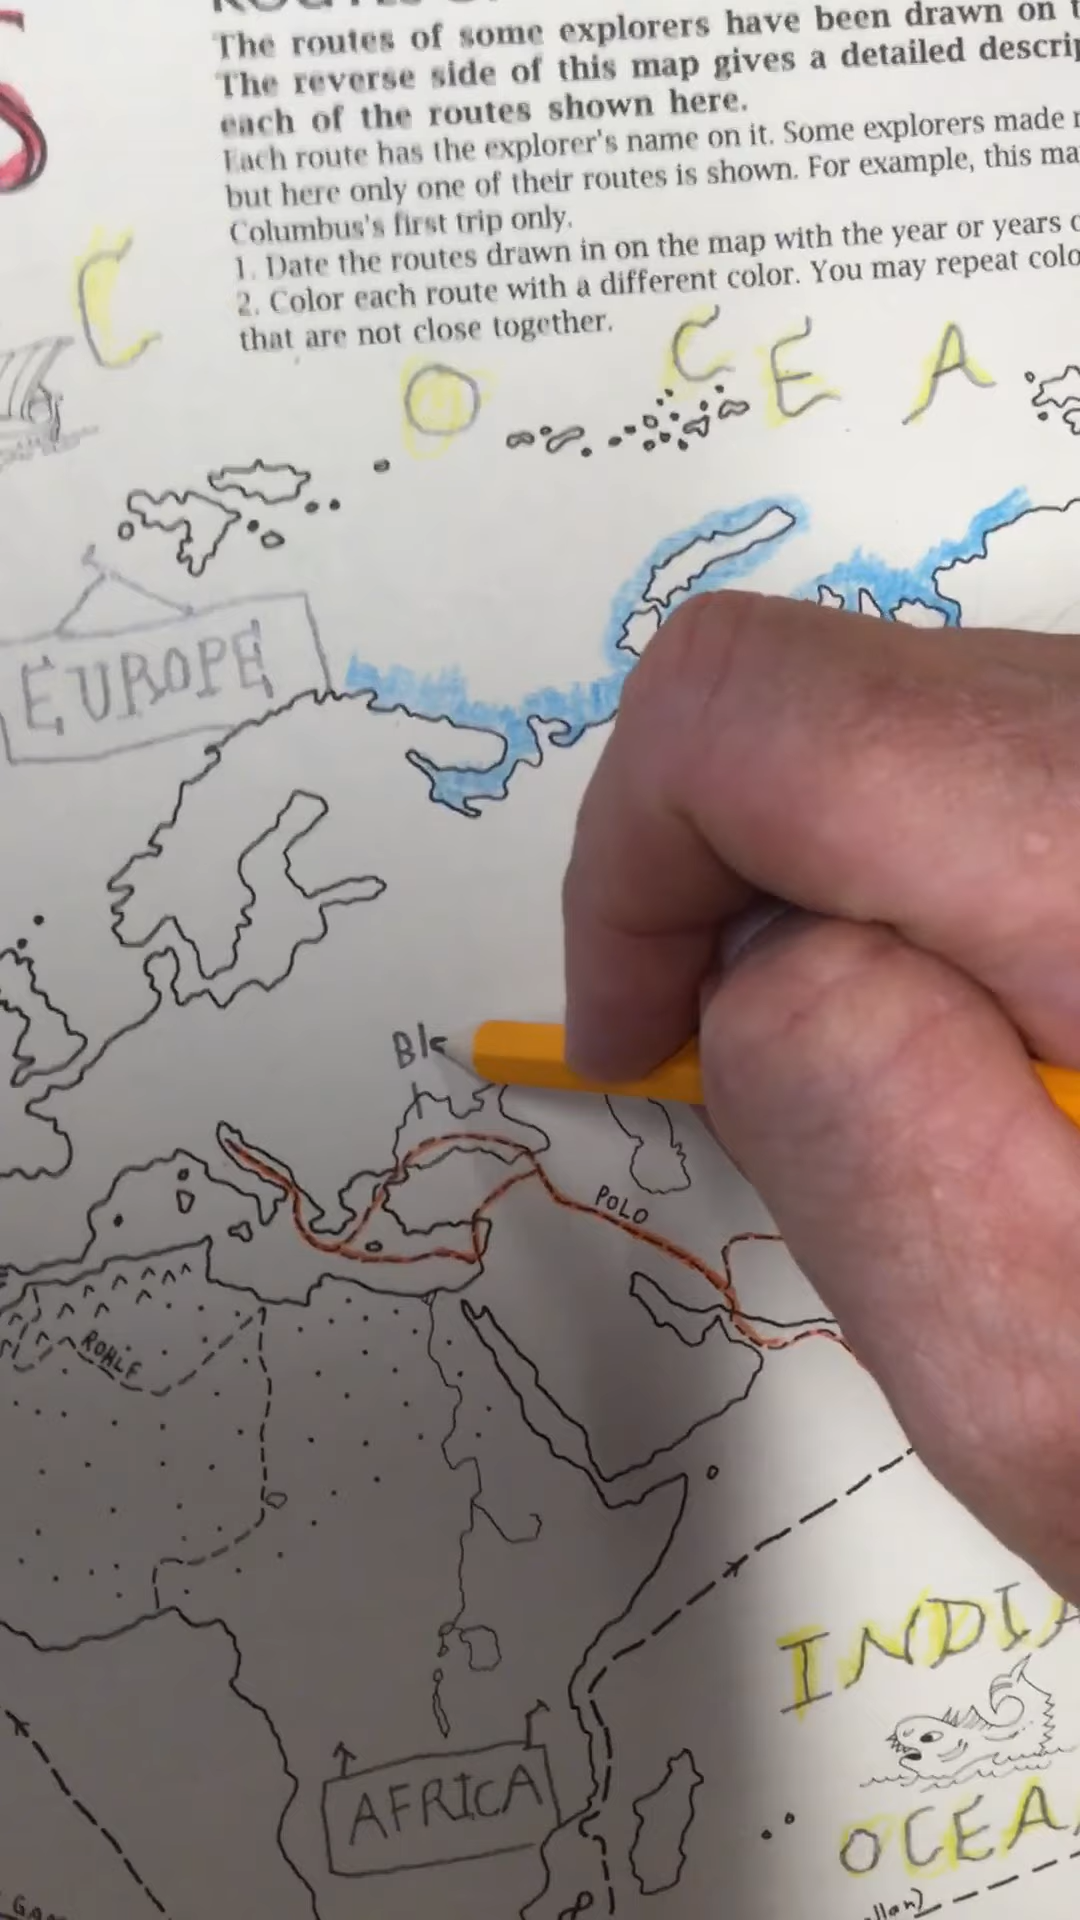 The routes of some explorers have been drawn on
The reverse side of this map gives a detailed
each of the routes shown here.
Each route has the explorer's name on it. Some explorers made
but here only one of their routes is shown. For example, this
Columbus's first trip only.
1. Date the routes drawn in on the map with the year or years
2. Color each route with a different color. You may repeat
that are not close together.
C
O C E A
EUROPE
Bl
POLO
ROHLF
INDIA
AFRICA
OCEA